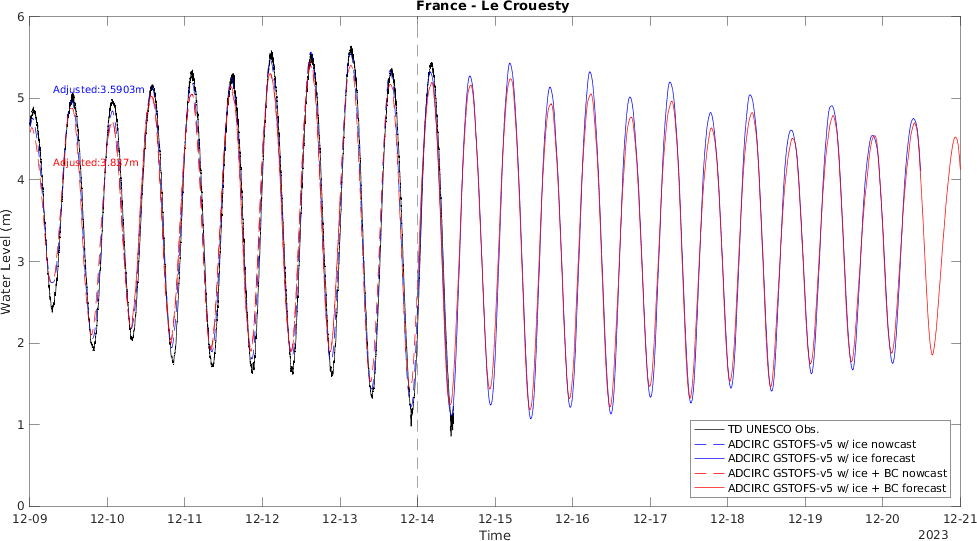 France - Le Crouesty
6
5
4
3
2
1
0
Water Level (m)
Adjusted:3.5903m
Adjusted:3.887m
TD UNESCO Obs.
ADCIRC GSTOFS-v5 w/ ice nowcast
ADCIRC GSTOFS-v5 w/ ice forecast
ADCIRC GSTOFS-v5 w/ ice + BC nowcast
ADCIRC GSTOFS-v5 w/ ice + BC forecast
12-09 12-10 12-11 12-12 12-13 12-14 12-15 12-16 12-17 12-18 12-19 12-20 12-21
Time
2023